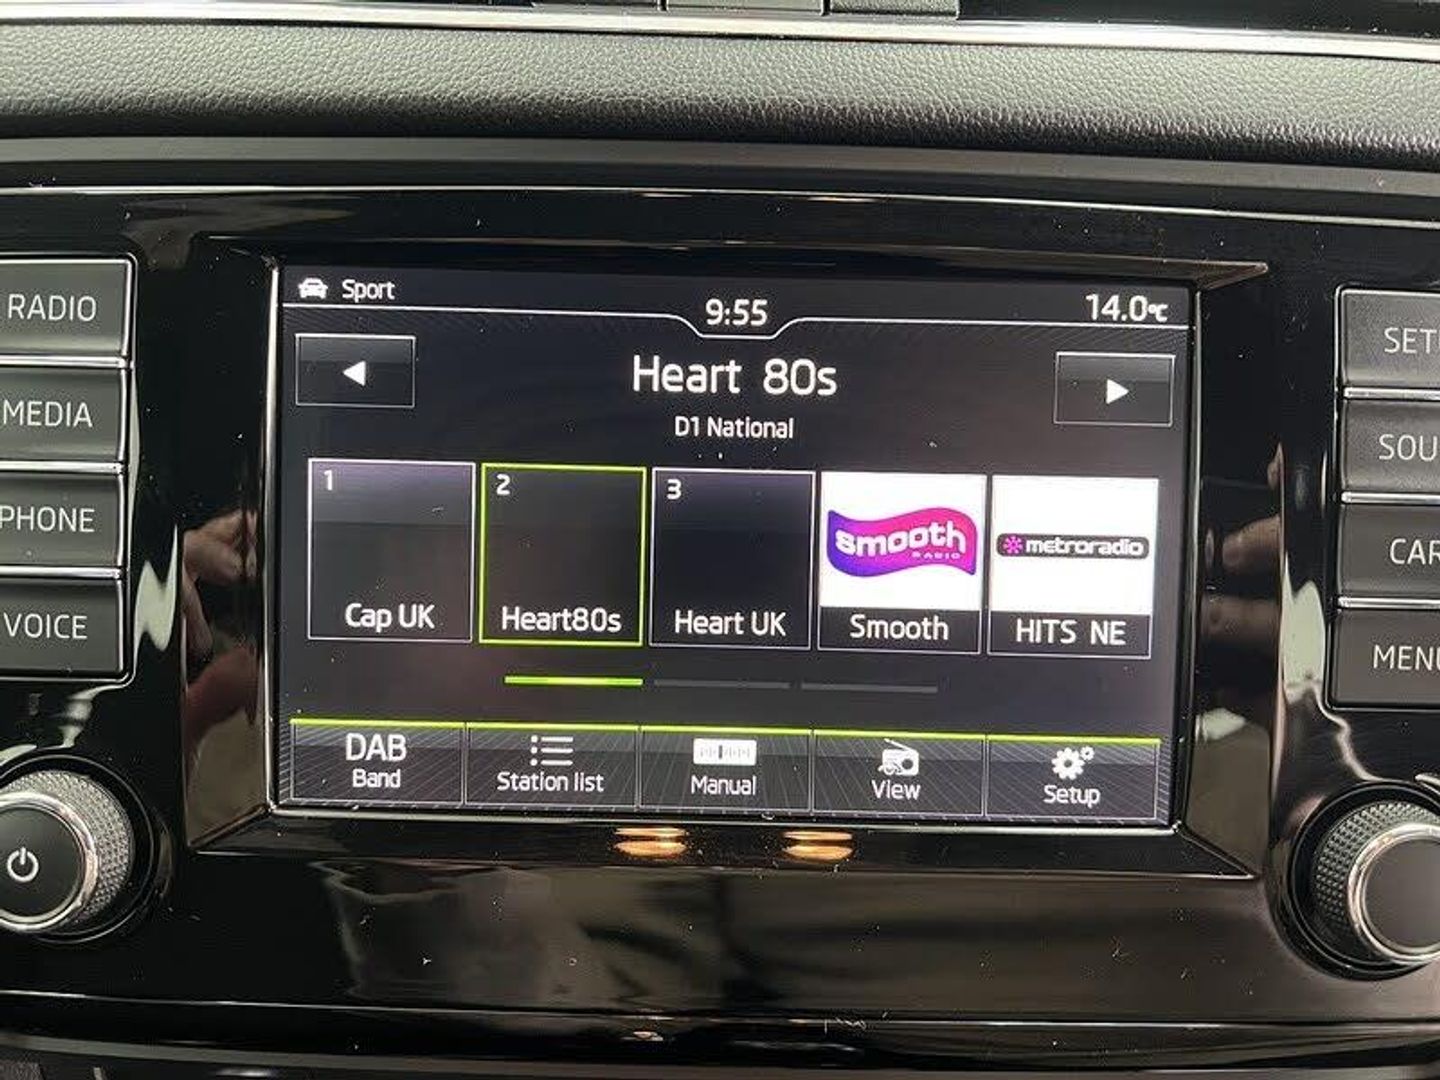 Sport
9:55
14.0°C
Heart 80s
D1 National
1
2
3
smooth
RADIO
metroradio
Cap UK
Heart80s
Heart UK
Smooth
HITS NE
DAB
Band
Station list
Manual
View
Setup
RADIO
MEDIA
PHONE
VOICE
SET
SOU
CAR
MENU